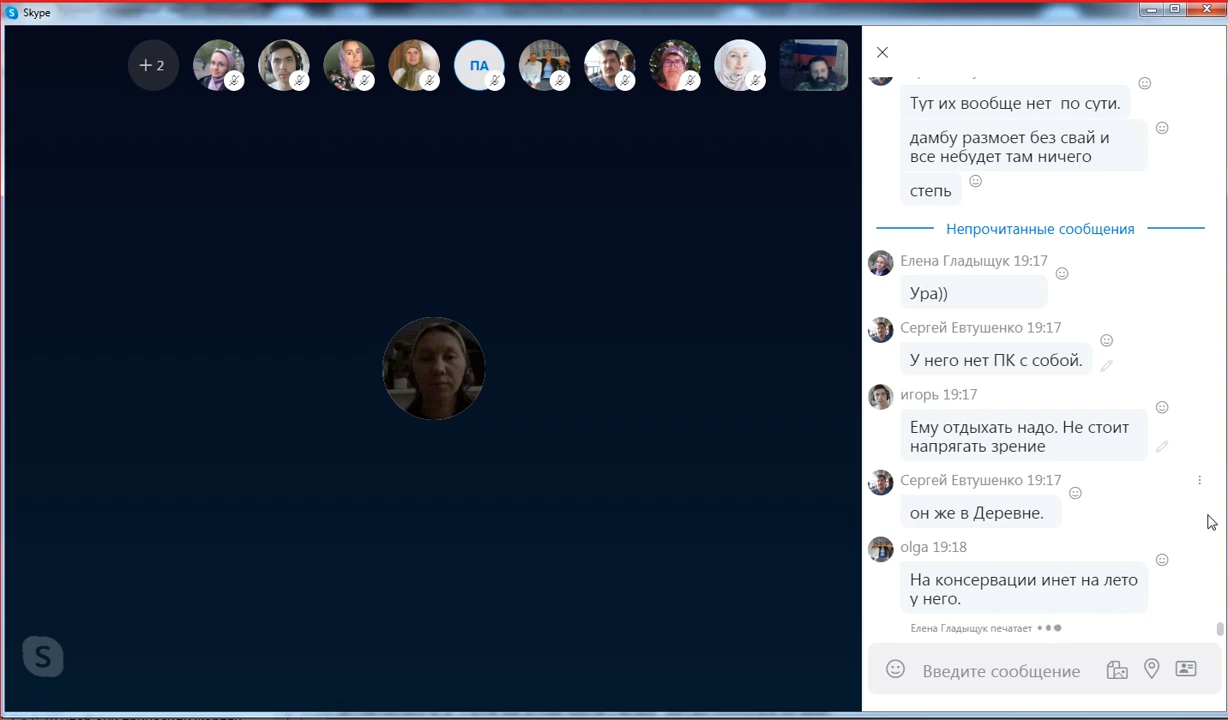 Skype
+ 2
ПА
Тут их вообще нет по сути.
дамбу размоет без свай и
все небудет там ничего
степь
Непрочитанные сообщения
Елена Гладыщук 19:17
Ура))
Сергей Евтушенко 19:17
У него нет ПК с собой.
игорь 19:17
Ему отдыхать надо. Не стоит
напрягать зрение
Сергей Евтушенко 19:17
он же в Деревне.
olga 19:18
На консервации инет на лето
у него.
Елена Гладыщук печатает
Введите сообщение